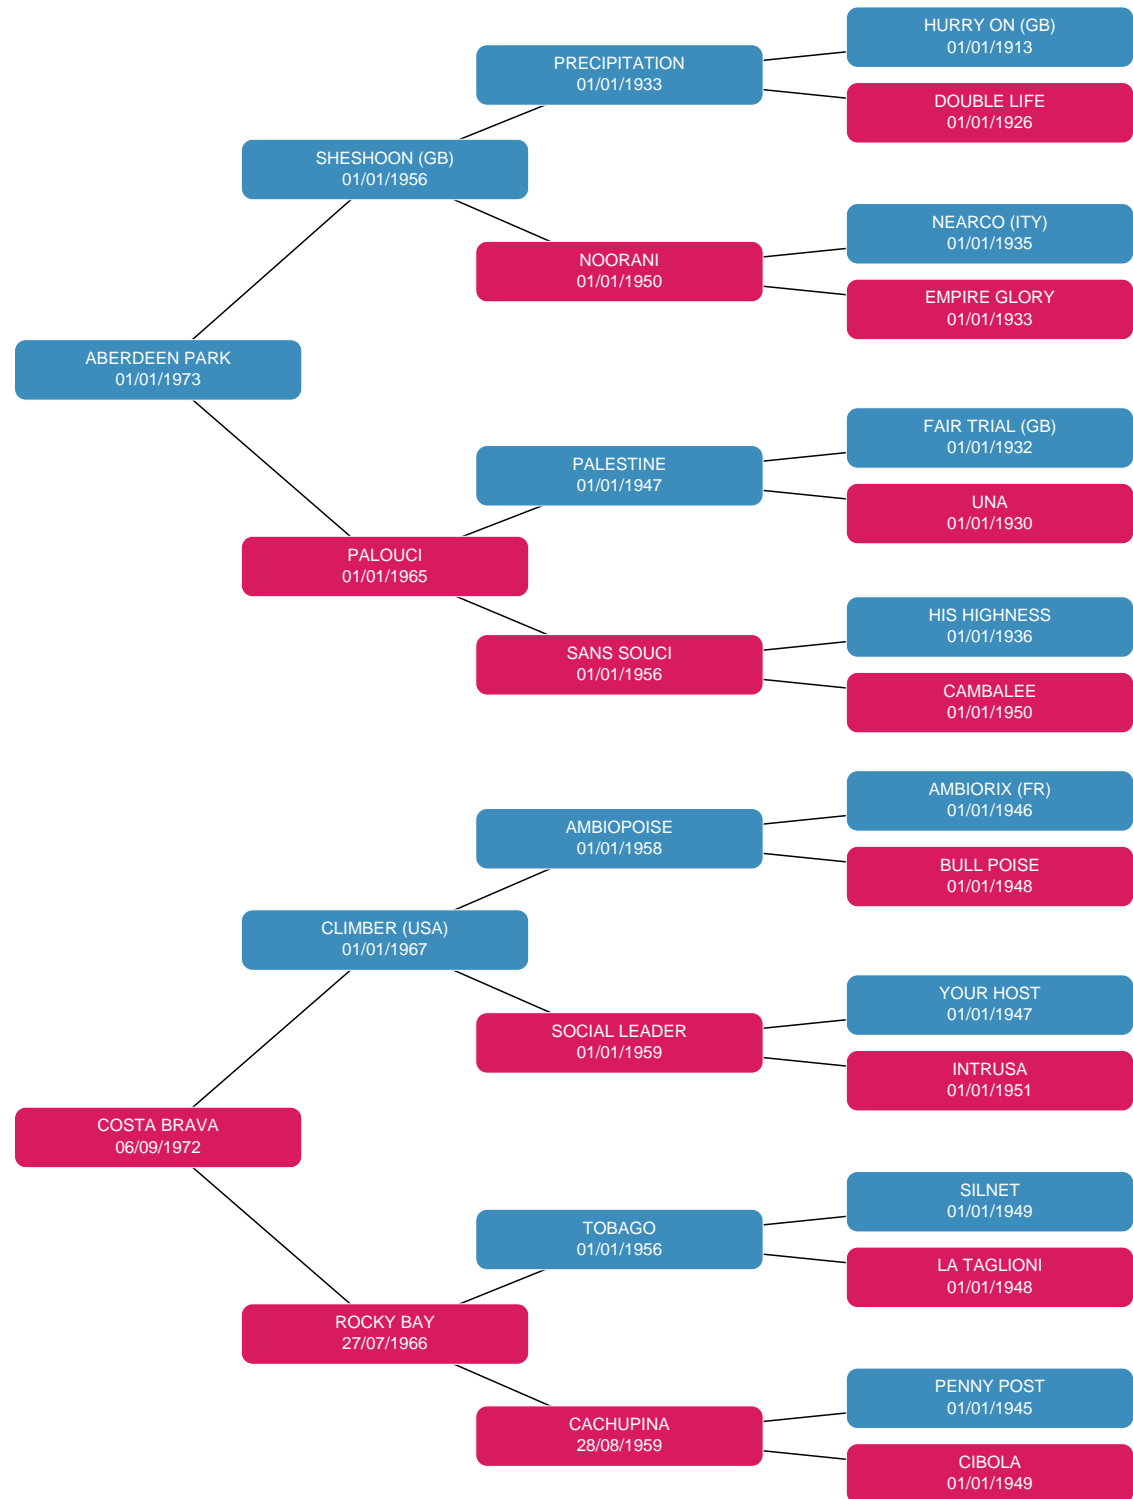 HURRY ON (GB)
01/01/1913
PRECIPITATION
01/01/1933
DOUBLE LIFE
01/01/1926
SHESHOON (GB)
01/01/1956
NEARCO (ITY)
01/01/1935
NOORANI
01/01/1950
EMPIRE GLORY
01/01/1933
ABERDEEN PARK
01/01/1973
FAIR TRIAL (GB)
01/01/1932
PALESTINE
01/01/1947
UNA
01/01/1930
PALOUCI
01/01/1965
HIS HIGHNESS
01/01/1936
SANS SOUCI
01/01/1956
CAMBALEE
01/01/1950
AMBIORIX (FR)
01/01/1946
AMBIOPOISE
01/01/1958
BULL POISE
01/01/1948
CLIMBER (USA)
01/01/1967
YOUR HOST
01/01/1947
SOCIAL LEADER
01/01/1959
INTRUSA
01/01/1951
COSTA BRAVA
06/09/1972
SILNET
01/01/1949
TOBAGO
01/01/1956
LA TAGLIONI
01/01/1948
ROCKY BAY
27/07/1966
PENNY POST
01/01/1945
CACHUPINA
28/08/1959
CIBOLA
01/01/1949